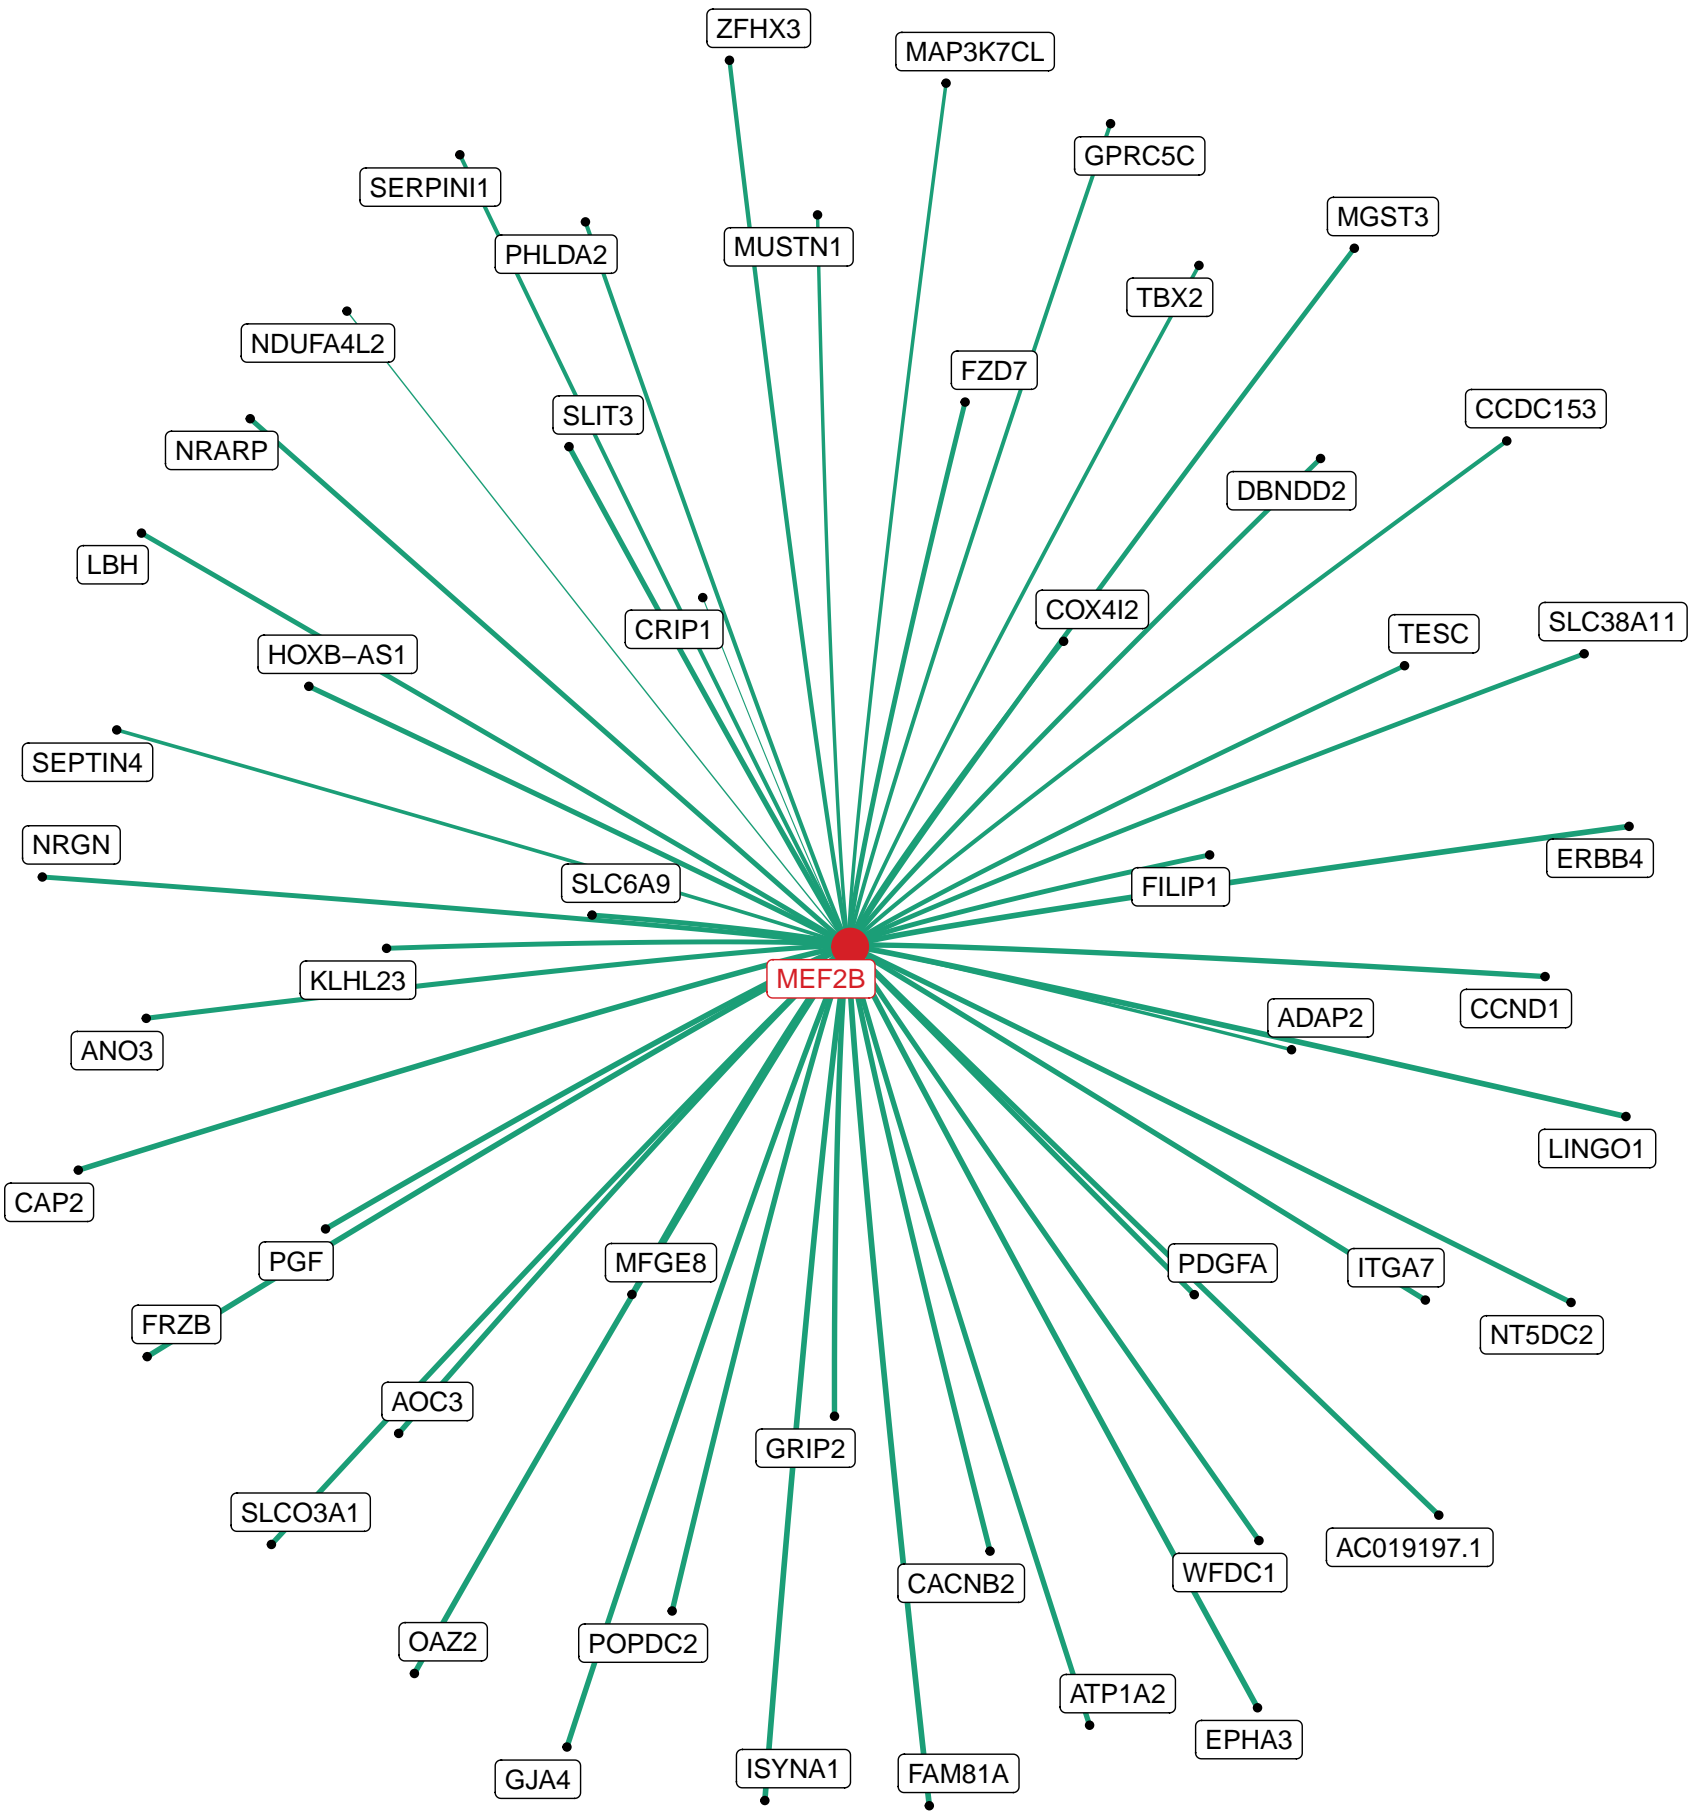 ZFHX3
MAP3K7CL
GPRC5C
SERPINI1
MGST3
PHLDA2
MUSTN1
TBX2
NDUFA4L2
FZD7
SLIT3
CCDC153
NRARP
DBNDD2
LBH
COX4I2
SLC38A11
CRIP1
TESC
HOXB−AS1
SEPTIN4
NRGN
ERBB4
SLC6A9
FILIP1
MEF2B
KLHL23
CCND1
ADAP2
ANO3
LINGO1
CAP2
PGF
MFGE8
PDGFA
ITGA7
FRZB
NT5DC2
AOC3
GRIP2
SLCO3A1
AC019197.1
WFDC1
CACNB2
OAZ2
POPDC2
ATP1A2
EPHA3
ISYNA1
FAM81A
GJA4